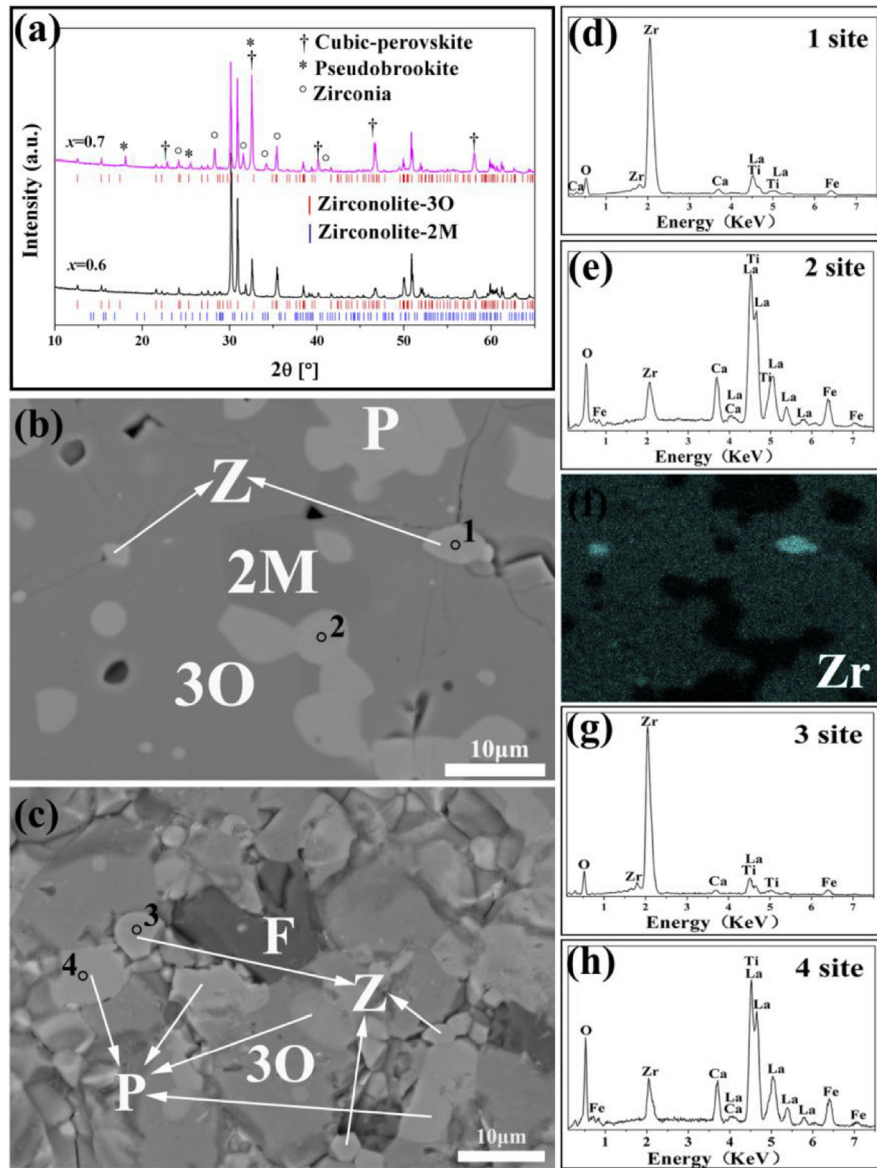 (a)
† Cubic-perovskite
* Pseudobrookite
○ Zirconia
x=0.7
| Zirconolite-3O
| Zirconolite-2M
x=0.6
Intensity (a.u.)
10 20 30 40 50 60
2θ [°]
(b)
P
Z
1
2M
2
3O
10μm
(c)
3
F
4
Z
3O
P
10μm
(d)
1 site
Zr
O
Ca
Zr
Ca
La
Ti
La
Ti
Fe
0 1 2 3 4 5 6 7
Energy (KeV)
(e)
2 site
Ti
La
La
O
Fe
Zr
Ca
La
Ca
Ti
La
La
La
Fe
Fe
1 2 3 4 5 6 7
Energy (KeV)
(f)
Zr
(g)
3 site
Zr
O
Zr
Ca
La
Ti
Ti
Fe
1 2 3 4 5 6 7
Energy (KeV)
(h)
4 site
Ti
La
La
O
Fe
Zr
Ca
La
Ca
La
La
La
Fe
Fe
1 2 3 4 5 6 7
Energy (KeV)